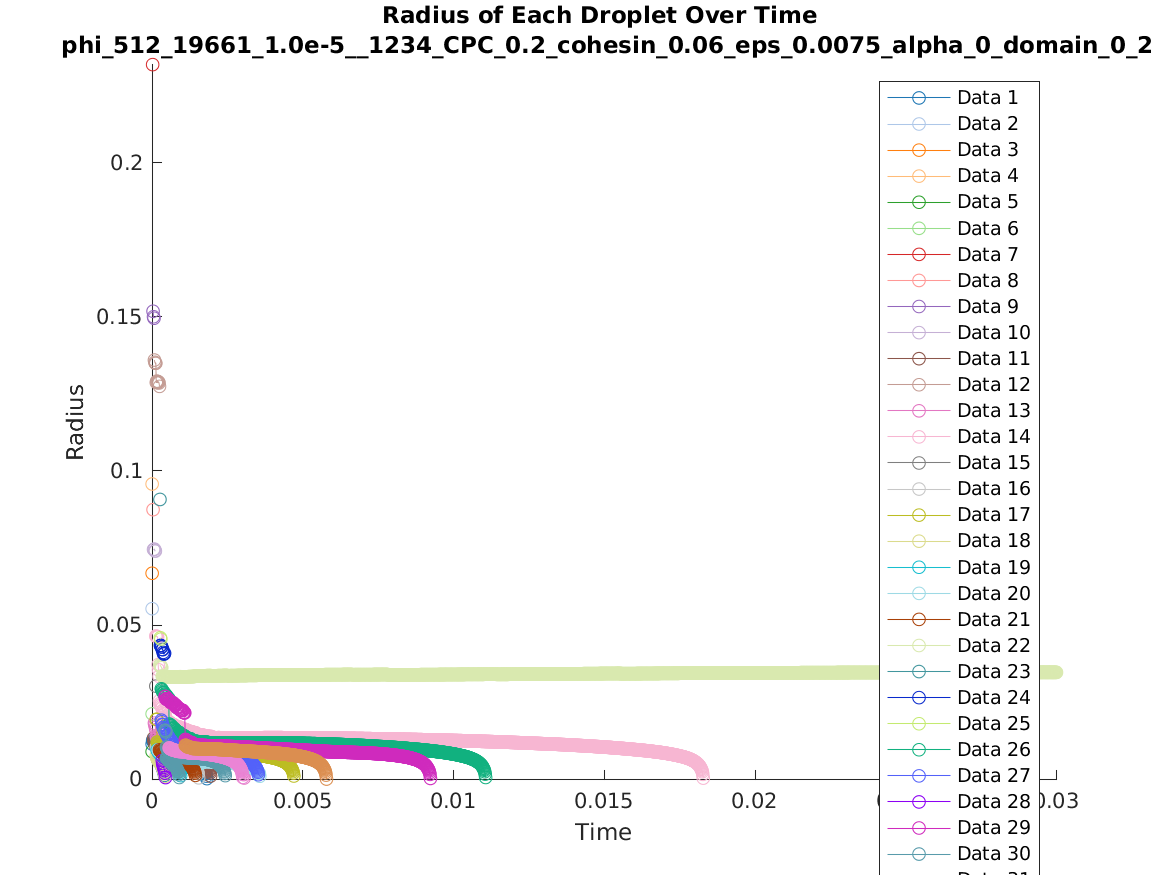 Radius of Each Droplet Over Time
phi_512_19661_1.0e-5__1234_CPC_0.2_cohesin_0.06_eps_0.0075_alpha_0_domain_0_2
0.2
0.15
0.1
0.05
0
Radius
0
0.005
0.01
0.015
0.02
0.03
Time
Data 1
Data 2
Data 3
Data 4
Data 5
Data 6
Data 7
Data 8
Data 9
Data 10
Data 11
Data 12
Data 13
Data 14
Data 15
Data 16
Data 17
Data 18
Data 19
Data 20
Data 21
Data 22
Data 23
Data 24
Data 25
Data 26
Data 27
Data 28
Data 29
Data 30